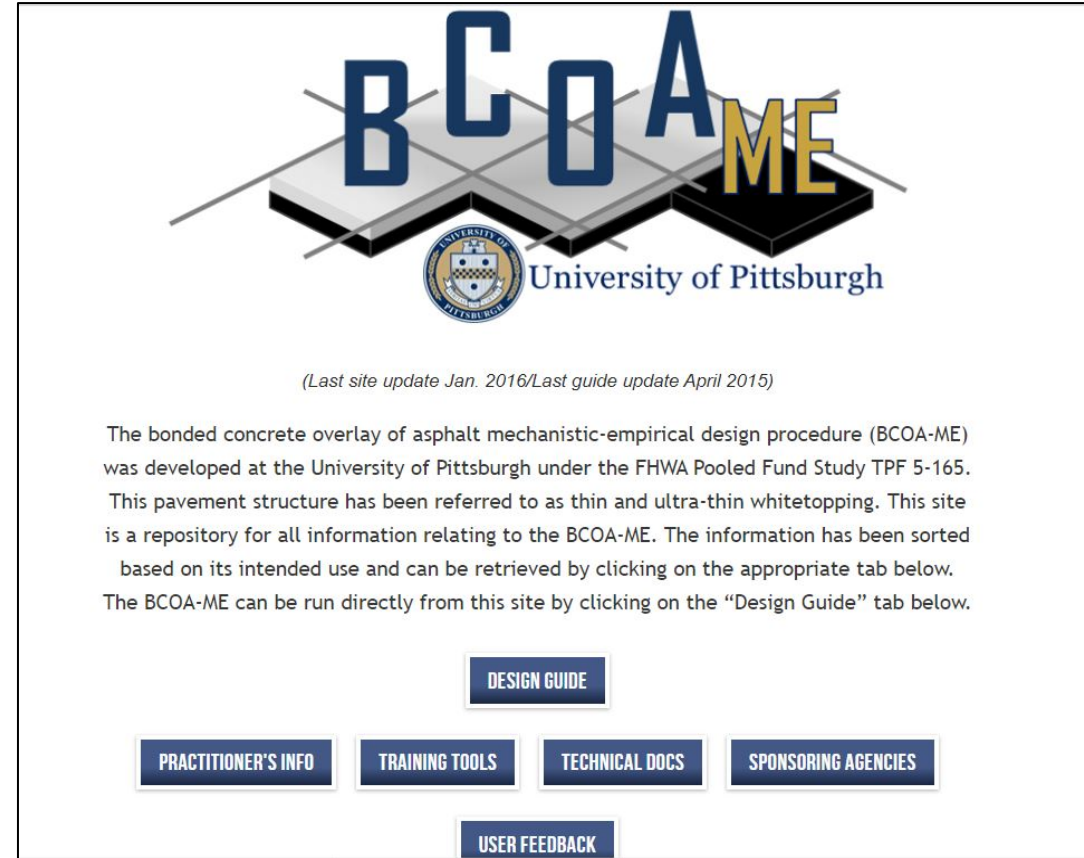 BCOA
ME
UNIVERSITY OF
PITTSBURGH
University of Pittsburgh
(Last site update Jan. 2016/Last guide update April 2015)
The bonded concrete overlay of asphalt mechanistic-empirical design procedure (BCOA-ME)
was developed at the University of Pittsburgh under the FHWA Pooled Fund Study TPF 5-165.
This pavement structure has been referred to as thin and ultra-thin whitetopping. This site
is a repository for all information relating to the BCOA-ME. The information has been sorted
based on its intended use and can be retrieved by clicking on the appropriate tab below.
The BCOA-ME can be run directly from this site by clicking on the “Design Guide” tab below.
DESIGN GUIDE
PRACTITIONER'S INFO
TRAINING TOOLS
TECHNICAL DOCS
SPONSORING AGENCIES
USER FEEDBACK